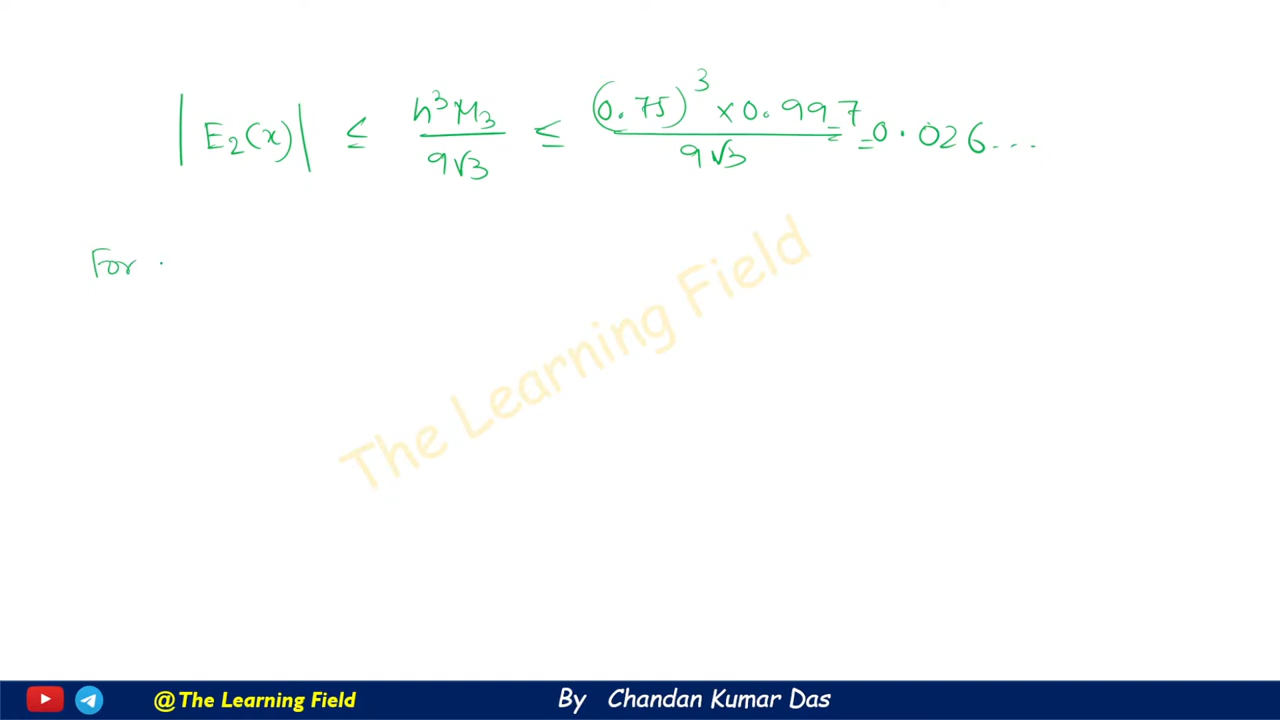 |E₂(x)| ≤ h³M₃/9√3 ≤ (0.75)³ × 0.997/9√3 = 0.026...
For .
The Learning Field
@The Learning Field By Chandan Kumar Das